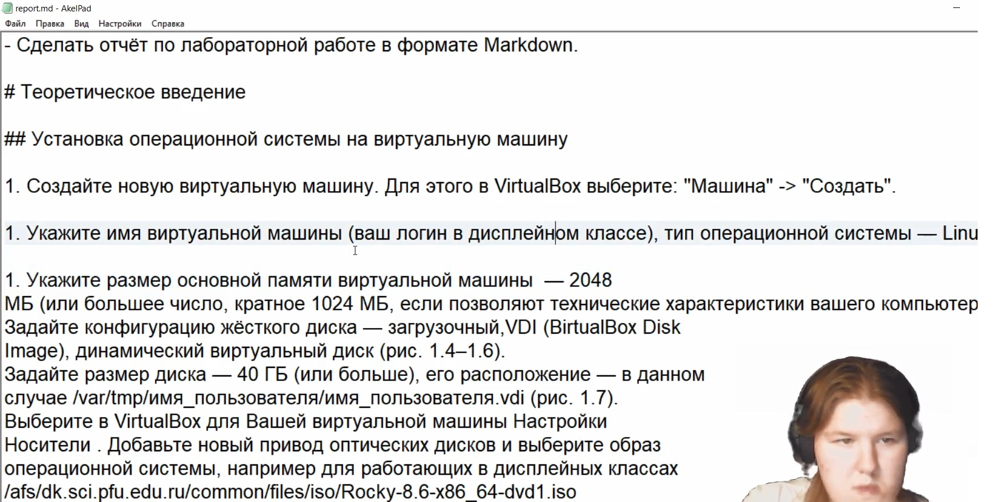 report.md - AkelPad
Файл Правка Вид Настройки Справка
- Сделать отчёт по лабораторной работе в формате Markdown.
# Теоретическое введение
## Установка операционной системы на виртуальную машину
1. Создайте новую виртуальную машину. Для этого в VirtualBox выберите: "Машина" -> "Создать".
1. Укажите имя виртуальной машины (ваш логин в дисплейном классе), тип операционной системы — Linu
1. Укажите размер основной памяти виртуальной машины  — 2048
МБ (или большее число, кратное 1024 МБ, если позволяют технические характеристики вашего компьютер
Задайте конфигурацию жёсткого диска — загрузочный,VDI (BirtualBox Disk
Image), динамический виртуальный диск (рис. 1.4–1.6).
Задайте размер диска — 40 ГБ (или больше), его расположение — в данном
случае /var/tmp/имя_пользователя/имя_пользователя.vdi (рис. 1.7).
Выберите в VirtualBox для Вашей виртуальной машины Настройки
Носители . Добавьте новый привод оптических дисков и выберите образ
операционной системы, например для работающих в дисплейных классах
/afs/dk.sci.pfu.edu.ru/common/files/iso/Rocky-8.6-x86_64-dvd1.iso